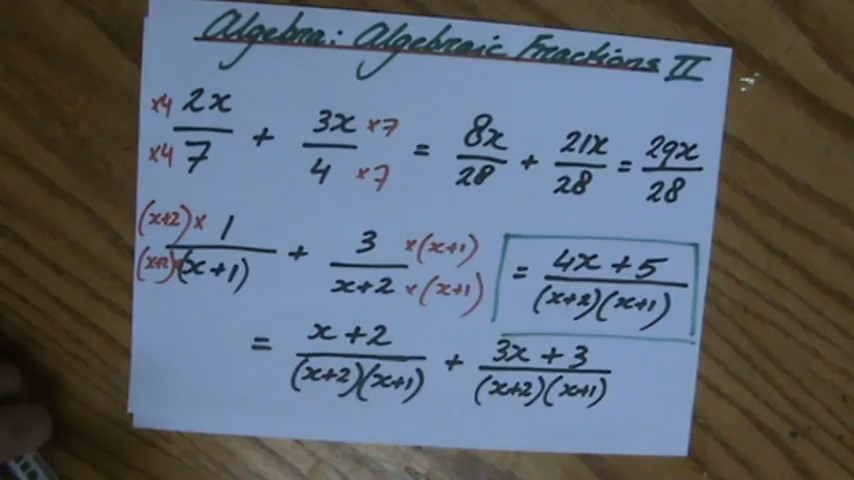 Algebra: Algebraic Fractions II
×4 2x/7 ×4 + 3x/4 ×7 ×7 = 8x/28 + 21x/28 = 29x/28
(x+2)× 1/(x+1) (x+2)× + 3/x+2 ×(x+1) ×(x+1) = 4x+5/(x+2)(x+1)
= x+2/(x+2)(x+1) + 3x+3/(x+2)(x+1)